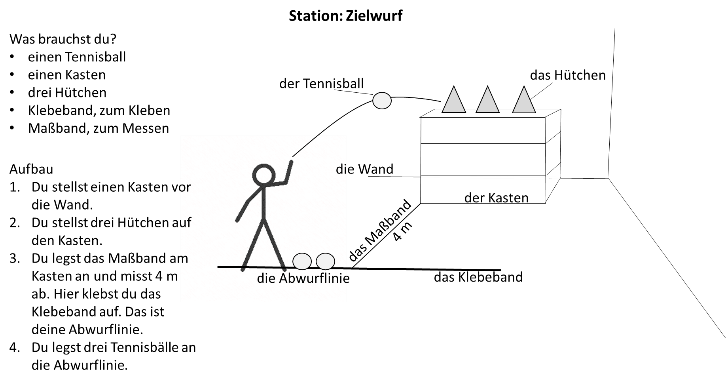 Station: Zielwurf
Was brauchst du?
• einen Tennisball
• einen Kasten
• drei Hütchen
• Klebeband, zum Kleben
• Maßband, zum Messen
Aufbau
1. Du stellst einen Kasten vor
die Wand.
2. Du stellst drei Hütchen auf
den Kasten.
3. Du legst das Maßband am
Kasten an und misst 4 m
ab. Hier klebst du das
Klebeband auf. Das ist
deine Abwurflinie.
4. Du legst drei Tennisbälle an
die Abwurflinie.
das Hütchen
der Tennisball
die Wand
der Kasten
das Maßband
4 m
die Abwurflinie
das Klebeband